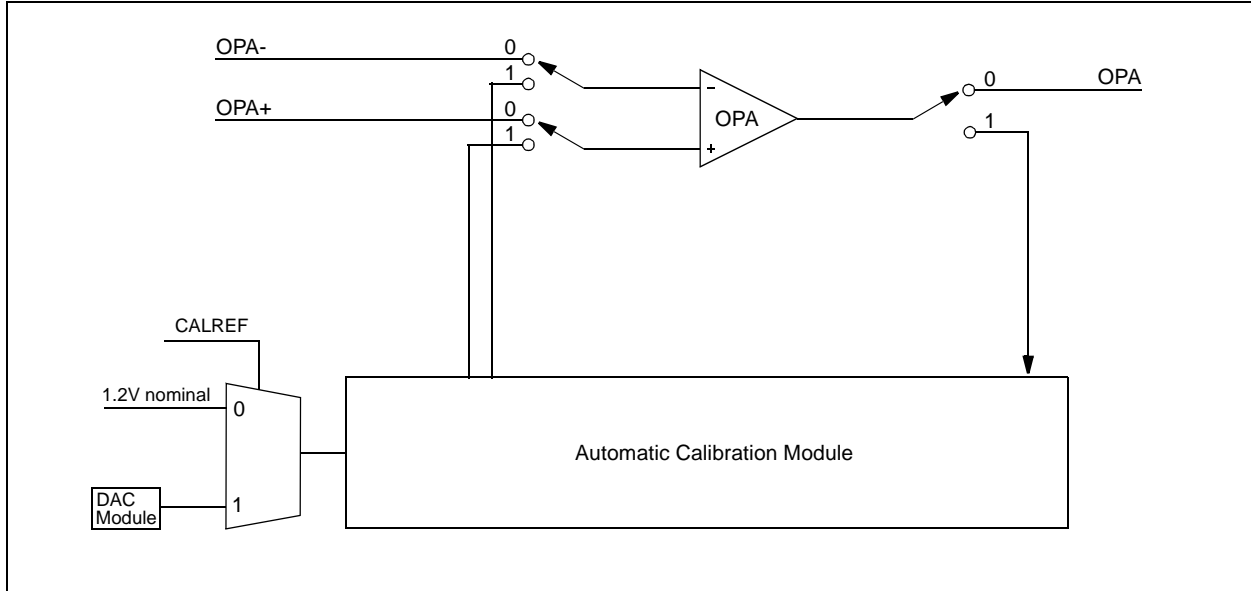 OPA-
0
1
OPA+
0
1
-
OPA
+
0
OPA
1
CALREF
1.2V nominal
0
1
DAC
Module
Automatic Calibration Module